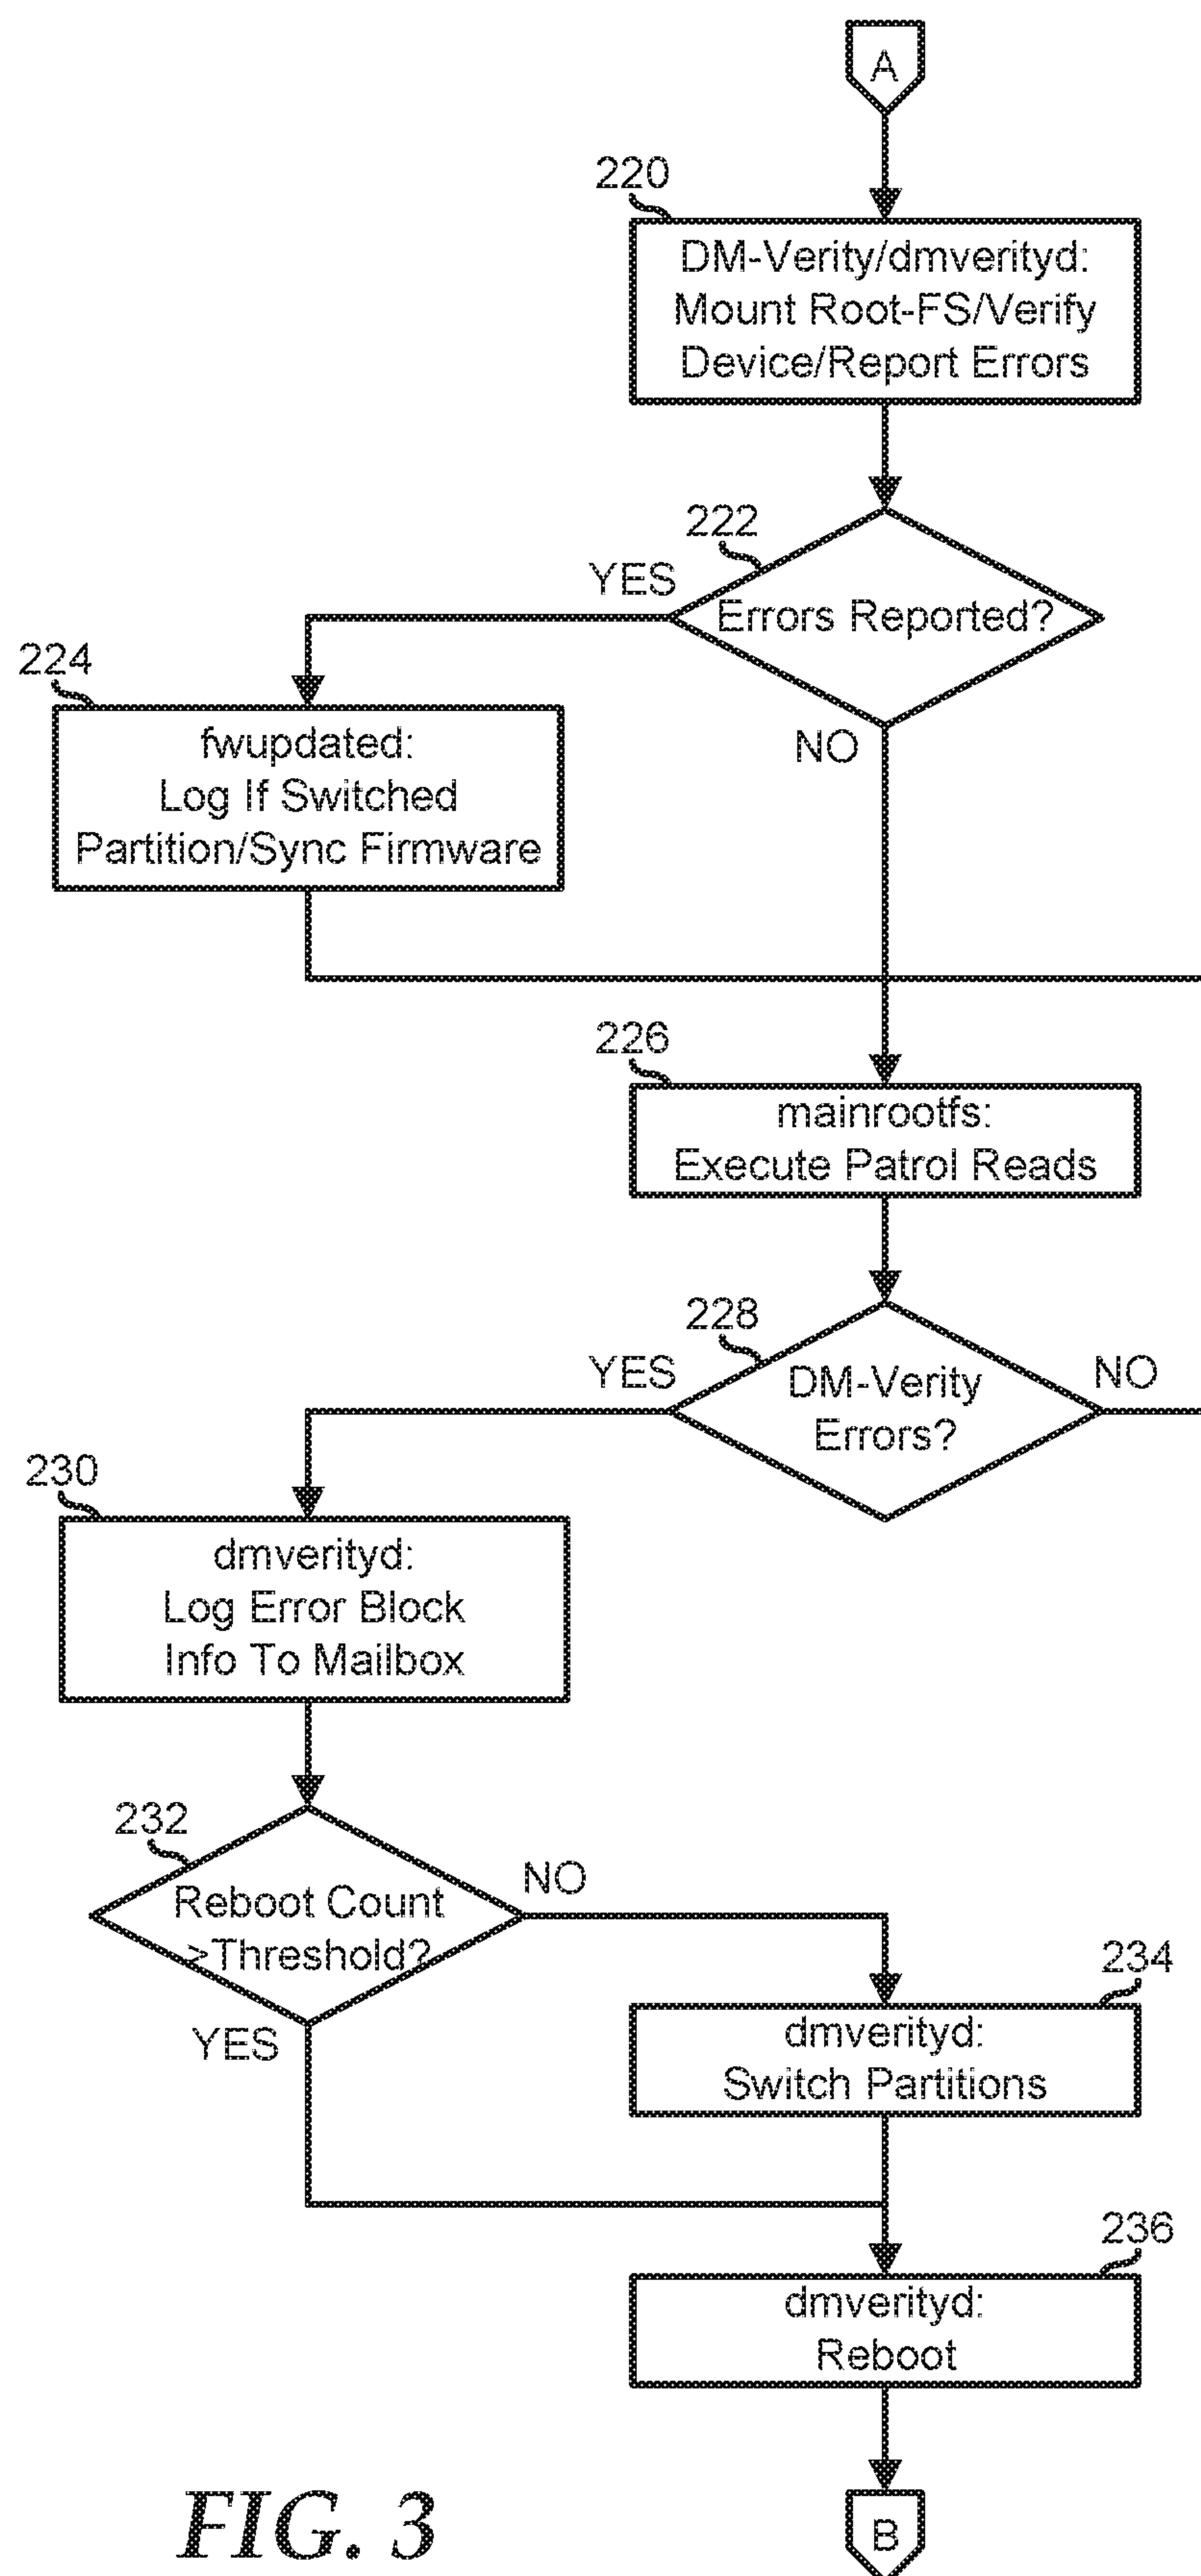 A
220
DM-Verity/dmverityd:
Mount Root-FS/Verify
Device/Report Errors
222
YES
Errors Reported?
NO
224
fwupdated:
Log If Switched
Partition/Sync Firmware
226
mainrootfs:
Execute Patrol Reads
228
YES
DM-Verity
Errors?
NO
230
dmverityd:
Log Error Block
Info To Mailbox
232
Reboot Count
>Threshold?
NO
YES
234
dmverityd:
Switch Partitions
236
dmverityd:
Reboot
B
FIG. 3